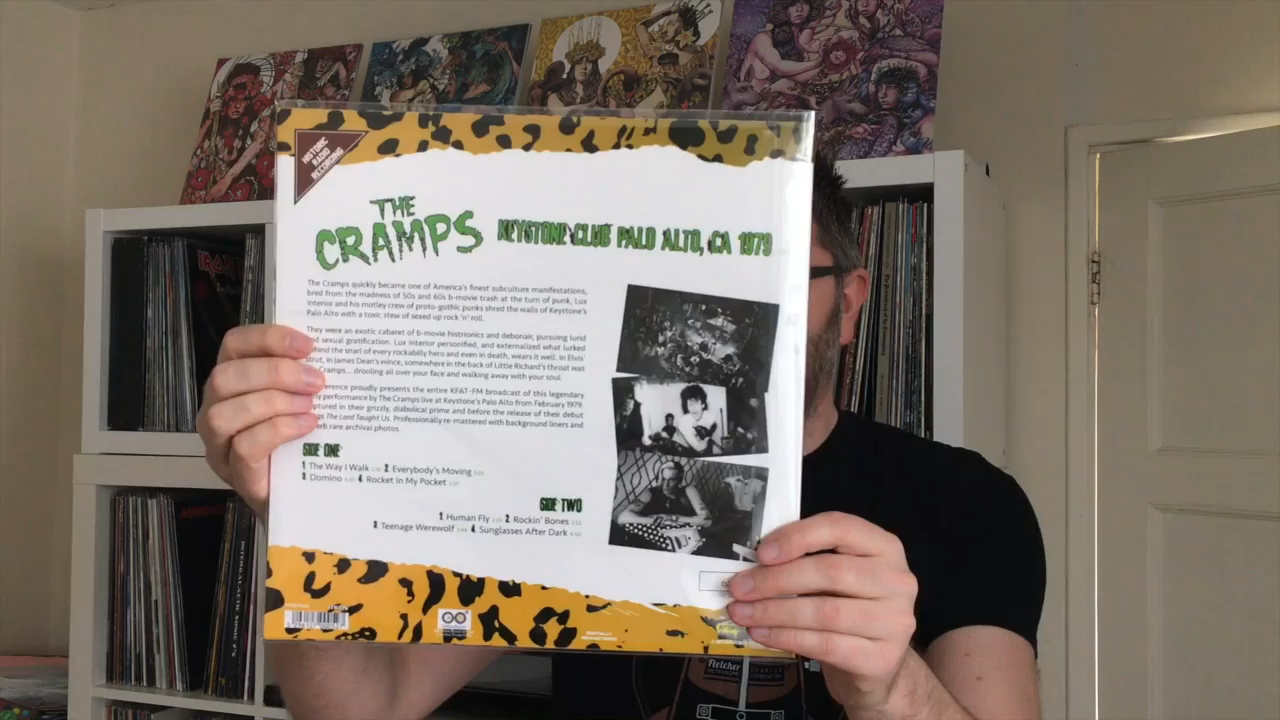 HISTORIC
RADIO
RECORDING
THE
CRAMPS
KEYSTONE CLUB PALO ALTO, CA 1979
The Cramps quickly became one of America's finest subculture manifestations,
bred from the madness of 50s and 60s b-movie trash at the turn of punk, Lux
Interior and his motley crew of proto-gothic punks shred the walls of Keystone's
Palo Alto with a toxic stew of sexed up rock 'n' roll.
They were an exotic cabaret of b-movie histrionics and debonair, pursuing lurid
and sexual gratification. Lux Interior personified, and externalized what lurked
behind the snarl of every rockabilly hero and even in death, wears it well. In Elvis'
strut, in James Dean's wince, somewhere in the back of Little Richard's throat was
Cramps... drooling all over your face and walking away with your soul.
proudly presents the entire KFAT-FM broadcast of this legendary
performance by The Cramps live at Keystone's Palo Alto from February 1979.
in their grizzly, diabolical prime and before the release of their debut
The Lord Taught Us. Professionally re-mastered with background liners and
rare archival photos.
SIDE ONE
1. The Way I Walk 2. Everybody's Moving
3. Domino 4. Rocket In My Pocket
SIDE TWO
1. Human Fly 2. Rockin' Bones
3. Teenage Werewolf 4. Sunglasses After Dark
DIGITALLY
REMASTERED
IRON
INTERGALACTIC SONIC 7"s
Fletcher